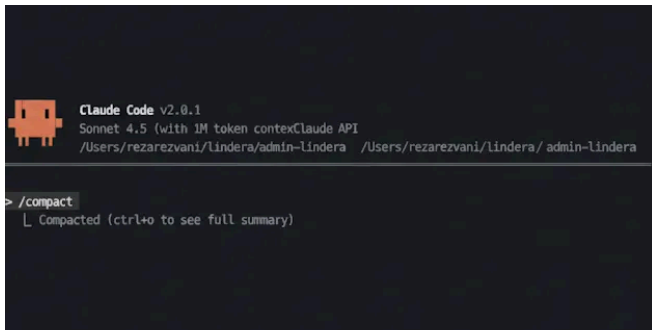 Claude Code v2.0.1
Sonnet 4.5 (with 1M token contexClaude API
/Users/rezarezvani/lindera/admin-lindera /Users/rezarezvani/lindera/admin-lindera
> /compact
⎿ Compacted (ctrl+o to see full summary)